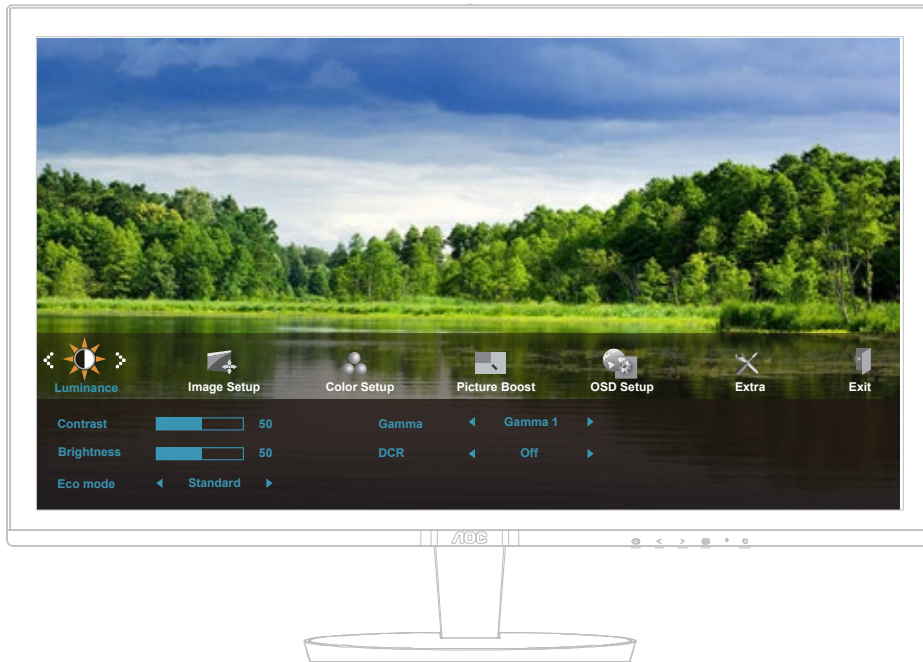 Luminance Image Setup Color Setup Picture Boost OSD Setup Extra Exit
Contrast 50 Gamma Gamma 1
Brightness 50 DCR Off
Eco mode Standard
AOC